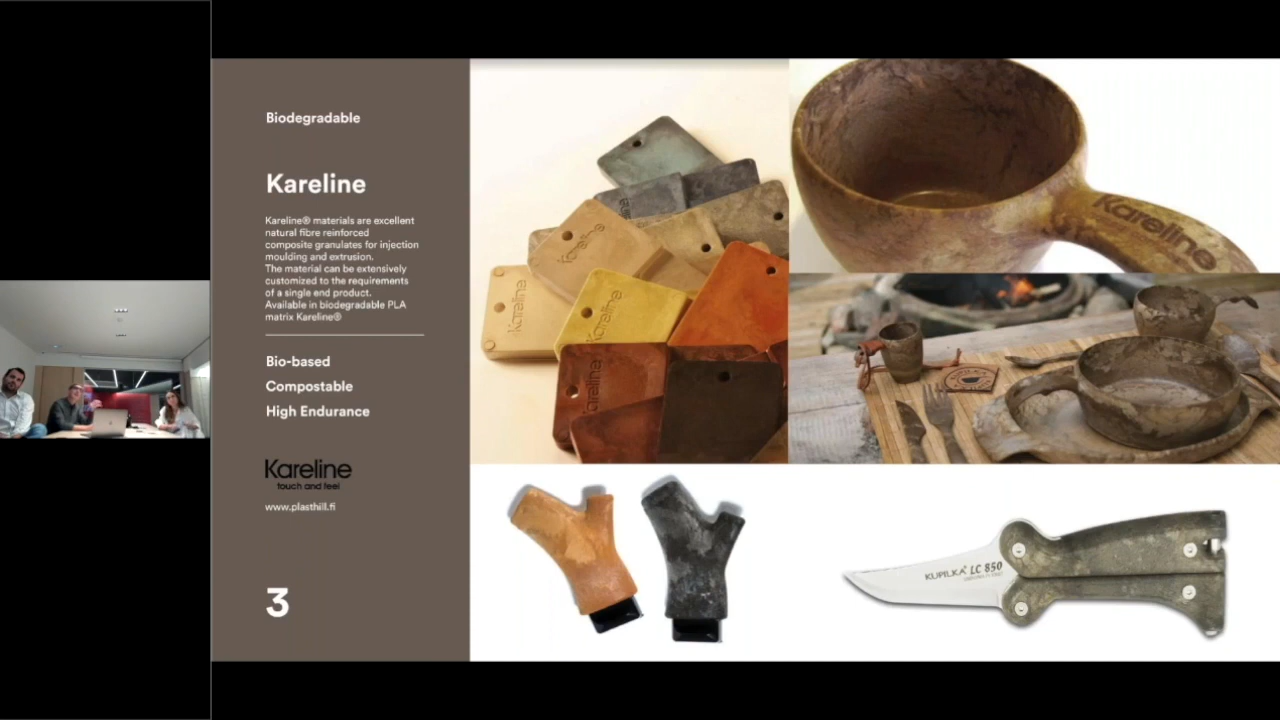 Biodegradable
Kareline
Kareline® materials are excellent
natural fibre reinforced
composite granulates for injection
moulding and extrusion.
The material can be extensively
customized to the requirements
of a single end product.
Available in biodegradable PLA
matrix Kareline®
Bio-based
Compostable
High Endurance
Kareline
touch and feel
www.plasthill.fi
3
Kareline
Kareline
Kareline
Kareline
Kareline
KUPILKA® LC 850